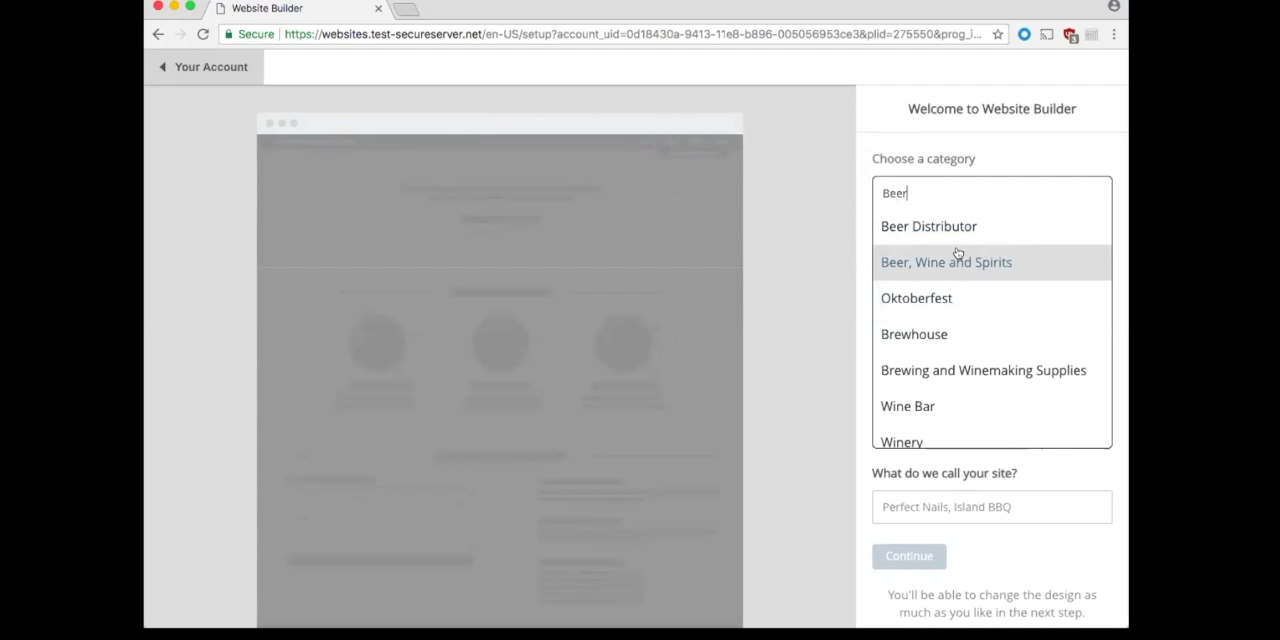 Website Builder
Secure https://websites.test-secureserver.net/en-US/setup?account_uid=0d18430a-9413-11e8-b896-005056953ce3&plid=275550&prog_i...
Your Account
Welcome to Website Builder
Choose a category
Beer
Beer Distributor
Beer, Wine and Spirits
Oktoberfest
Brewhouse
Brewing and Winemaking Supplies
Wine Bar
Winery
What do we call your site?
Perfect Nails, Island BBQ
Continue
You'll be able to change the design as
much as you like in the next step.